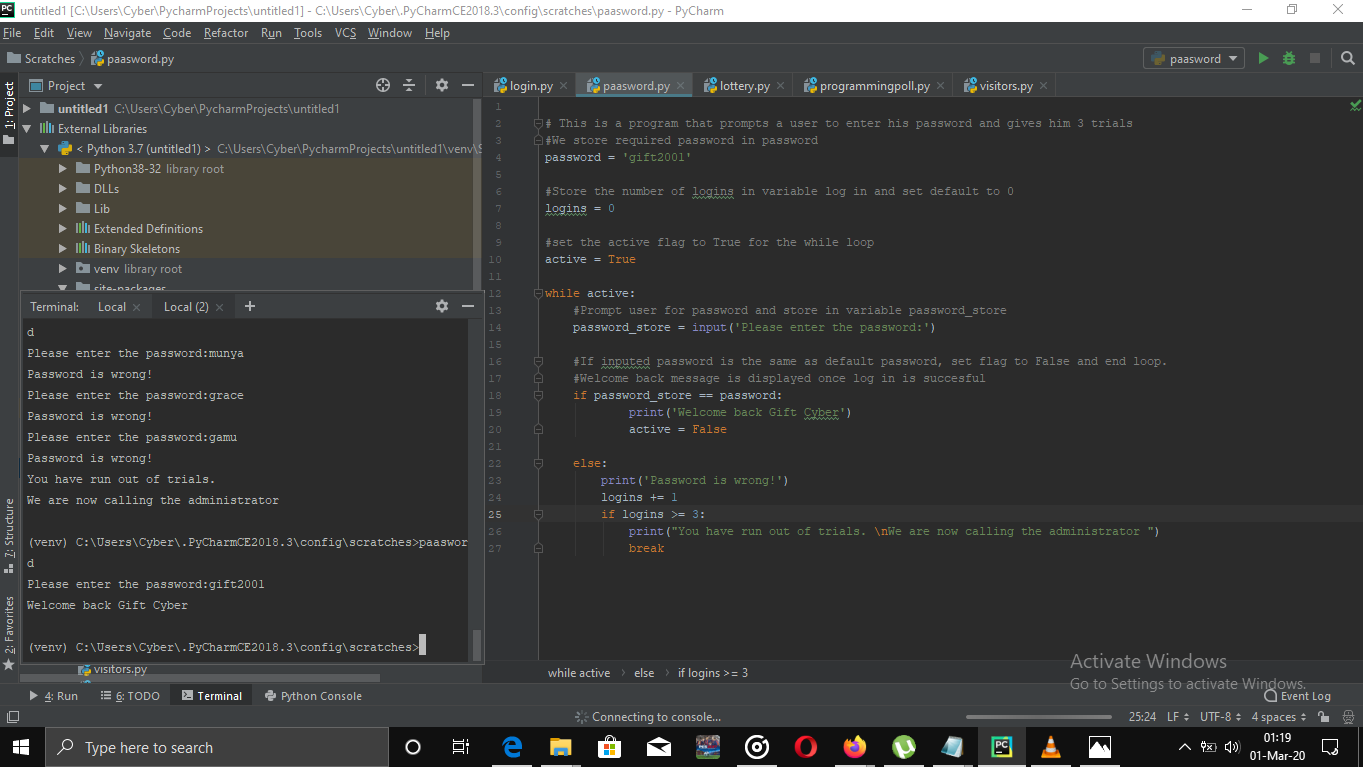 untitled1 [C:\Users\Cyber\PycharmProjects\untitled1] - C:\Users\Cyber\.PyCharmCE2018.3\config\scratches\paasword.py - PyCharm
File Edit View Navigate Code Refactor Run Tools VCS Window Help
Scratches paasword.py
paasword
1: Project
Project
login.py paasword.py lottery.py programmingpoll.py visitors.py
untitled1 C:\Users\Cyber\PycharmProjects\untitled1
External Libraries
< Python 3.7 (untitled1) > C:\Users\Cyber\PycharmProjects\untitled1\venv\S
Python38-32 library root
DLLs
Lib
Extended Definitions
Binary Skeletons
venv library root
site-packages
Terminal: Local Local (2) +
d
Please enter the password:munya
Password is wrong!
Please enter the password:grace
Password is wrong!
Please enter the password:gamu
Password is wrong!
You have run out of trials.
We are now calling the administrator
(venv) C:\Users\Cyber\.PyCharmCE2018.3\config\scratches>paaswor
d
Please enter the password:gift2001
Welcome back Gift Cyber
(venv) C:\Users\Cyber\.PyCharmCE2018.3\config\scratches>
visitors.py
7: Structure
2: Favorites
1
2 # This is a program that prompts a user to enter his password and gives him 3 trials
3 #We store required password in password
4 password = 'gift2001'
5
6 #Store the number of logins in variable log in and set default to 0
7 logins = 0
8
9 #set the active flag to True for the while loop
10 active = True
11
12 while active:
13 #Prompt user for password and store in variable password_store
14 password_store = input('Please enter the password:')
15
16 #If inputed password is the same as default password, set flag to False and end loop.
17 #Welcome back message is displayed once log in is succesful
18 if password_store == password:
19 print('Welcome back Gift Cyber')
20 active = False
21
22 else:
23 print('Password is wrong!')
24 logins += 1
25 if logins >= 3:
26 print("You have run out of trials. \nWe are now calling the administrator ")
27 break
while active else if logins >= 3
Activate Windows
Go to Settings to activate Windows.
4: Run 6: TODO Terminal Python Console
Event Log
Connecting to console...
25:24 LF UTF-8 4 spaces
Type here to search
01:19
01-Mar-20